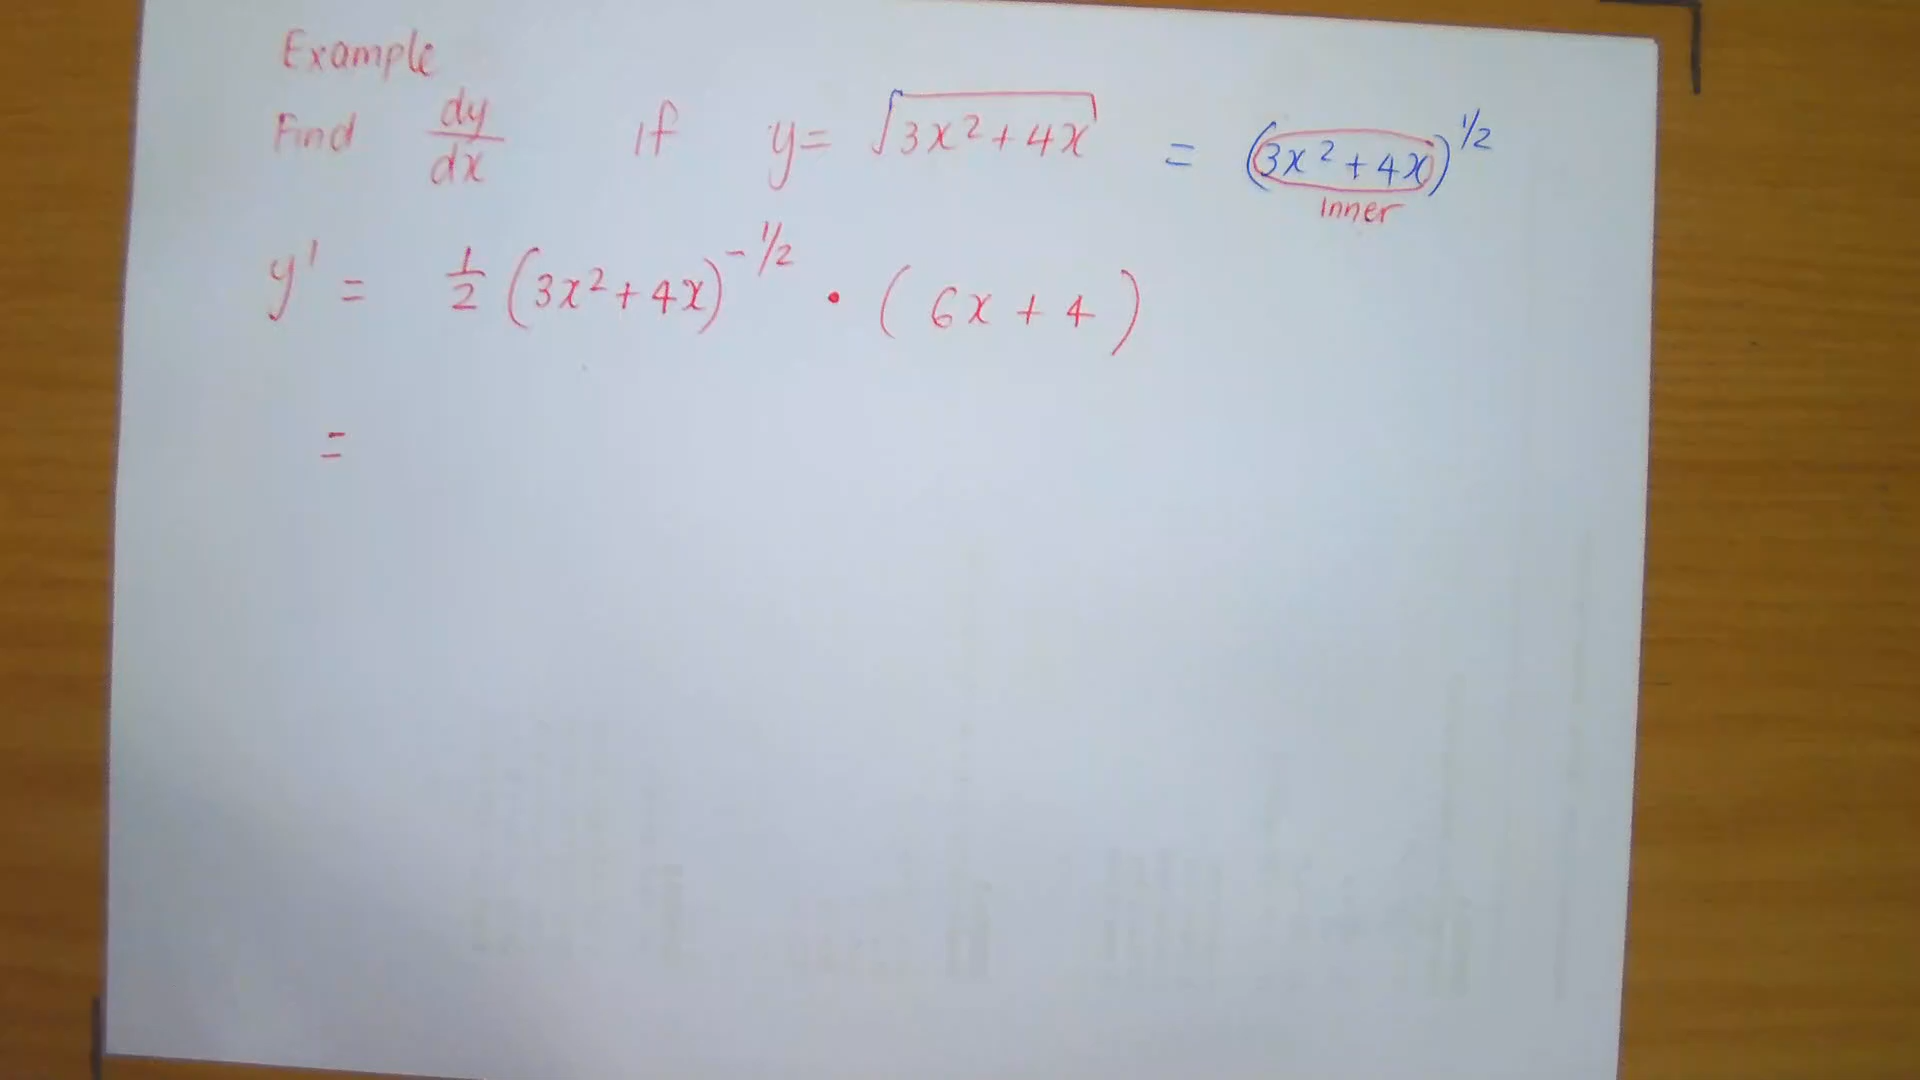 Example
Find dy/dx if y = √(3x² + 4x) = (3x² + 4x)^1/2
inner
y' = 1/2 (3x² + 4x)^-1/2 · (6x + 4)
=